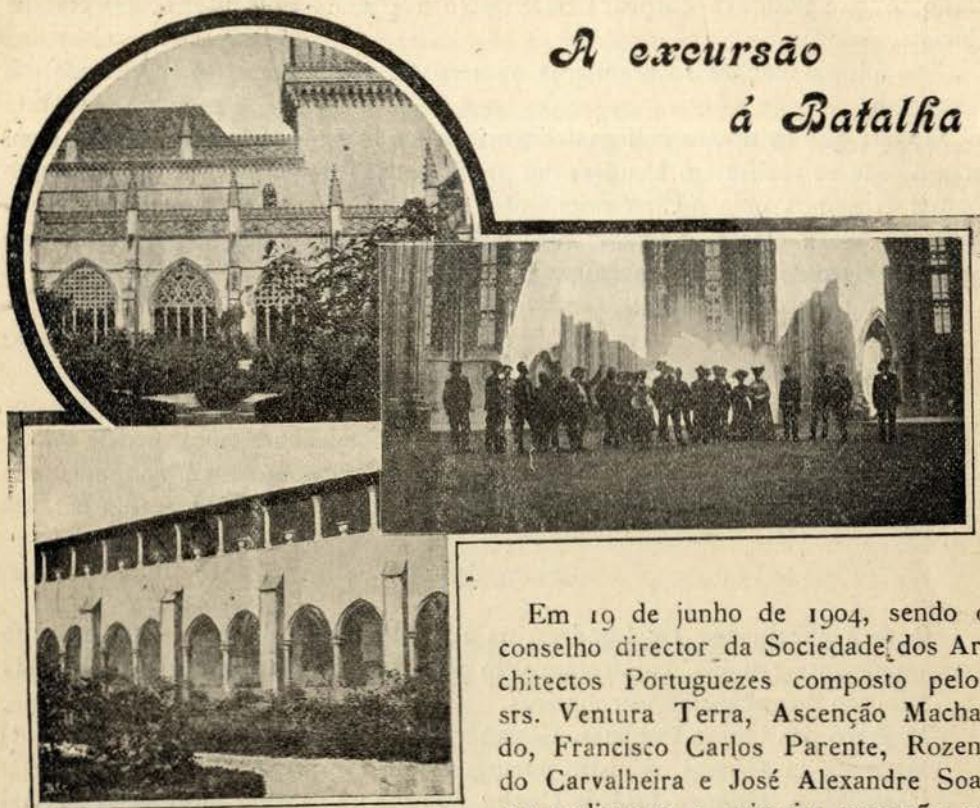 A excursão
á Batalha
Em 19 de junho de 1904, sendo
conselho director da Sociedade dos Ar
chitectos Portuguezes composto pelo
srs. Ventura Terra, Ascenção Macha
do, Francisco Carlos Parente, Rozen
do Carvalheira e José Alexandre Soa